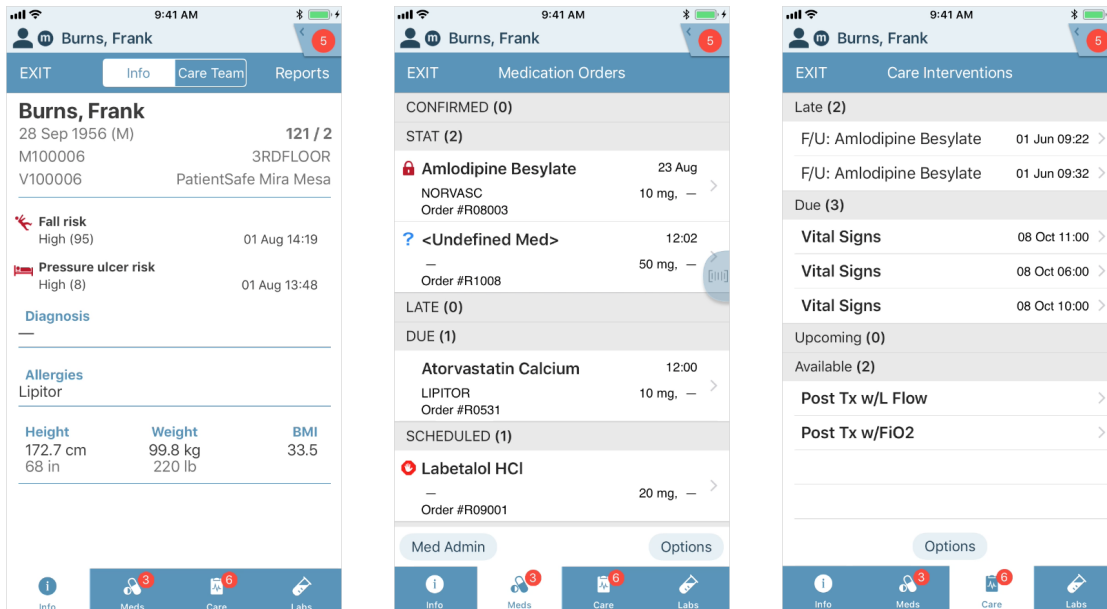 9:41 AM
m Burns, Frank
5
EXIT Info Care Team Reports
Burns, Frank
28 Sep 1956 (M) 121 / 2
M100006 3RDFLOOR
V100006 PatientSafe Mira Mesa
Fall risk
High (95) 01 Aug 14:19
Pressure ulcer risk
High (8) 01 Aug 13:48
Diagnosis
—
Allergies
Lipitor
Height Weight BMI
172.7 cm 99.8 kg 33.5
68 in 220 lb
3 6
Info Meds Care Labs
9:41 AM
m Burns, Frank
5
EXIT Medication Orders
CONFIRMED (0)
STAT (2)
Amlodipine Besylate 23 Aug
NORVASC 10 mg, —
Order #R08003
? <Undefined Med> 12:02
— 50 mg, —
Order #R1008
LATE (0)
DUE (1)
Atorvastatin Calcium 12:00
LIPITOR 10 mg, —
Order #R0531
SCHEDULED (1)
Labetalol HCl
— 20 mg, —
Order #R09001
Med Admin Options
3 6
Info Meds Care Labs
9:41 AM
m Burns, Frank
5
EXIT Care Interventions
Late (2)
F/U: Amlodipine Besylate 01 Jun 09:22
F/U: Amlodipine Besylate 01 Jun 09:32
Due (3)
Vital Signs 08 Oct 11:00
Vital Signs 08 Oct 06:00
Vital Signs 08 Oct 10:00
Upcoming (0)
Available (2)
Post Tx w/L Flow
Post Tx w/FiO2
Options
3 6
Info Meds Care Labs